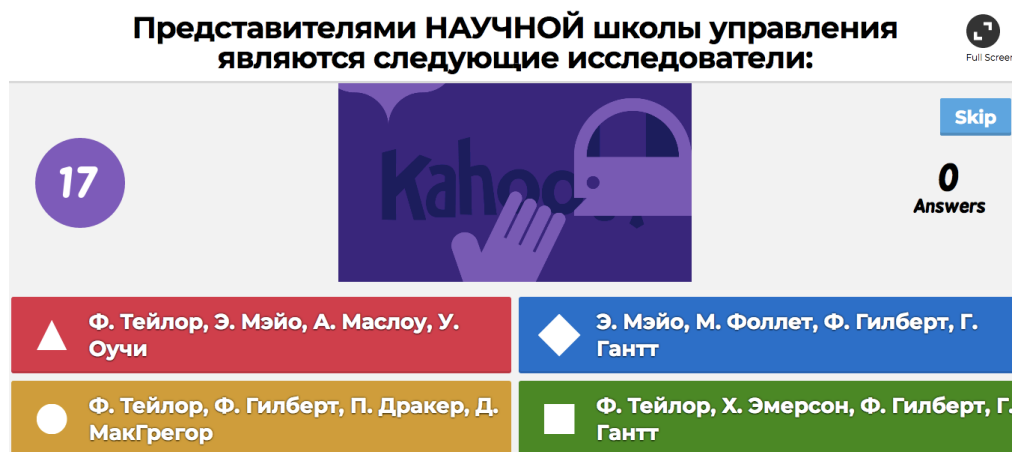 Представителями НАУЧНОЙ школы управления
являются следующие исследователи:
Full Screen
Skip
17
Kahoot!
0
Answers
Ф. Тейлор, Э. Мэйо, А. Маслоу, У.
Оучи
Э. Мэйо, М. Фоллет, Ф. Гилберт, Г.
Гантт
Ф. Тейлор, Ф. Гилберт, П. Дракер, Д.
МакГрегор
Ф. Тейлор, Х. Эмерсон, Ф. Гилберт, Г.
Гантт